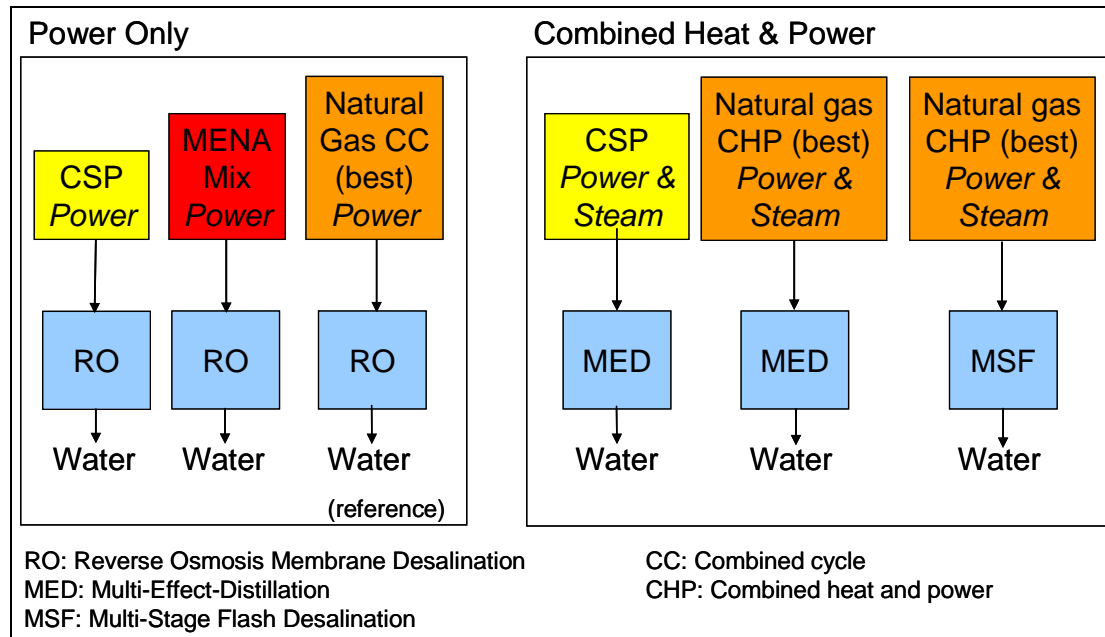 Power Only
CSP
Power
MENA
Mix
Power
Natural
Gas CC
(best)
Power
RO
RO
RO
Water
Water
Water
(reference)
Combined Heat & Power
CSP
Power &
Steam
Natural gas
CHP (best)
Power &
Steam
Natural gas
CHP (best)
Power &
Steam
MED
MED
MSF
Water
Water
Water
RO: Reverse Osmosis Membrane Desalination
MED: Multi-Effect-Distillation
MSF: Multi-Stage Flash Desalination
CC: Combined cycle
CHP: Combined heat and power